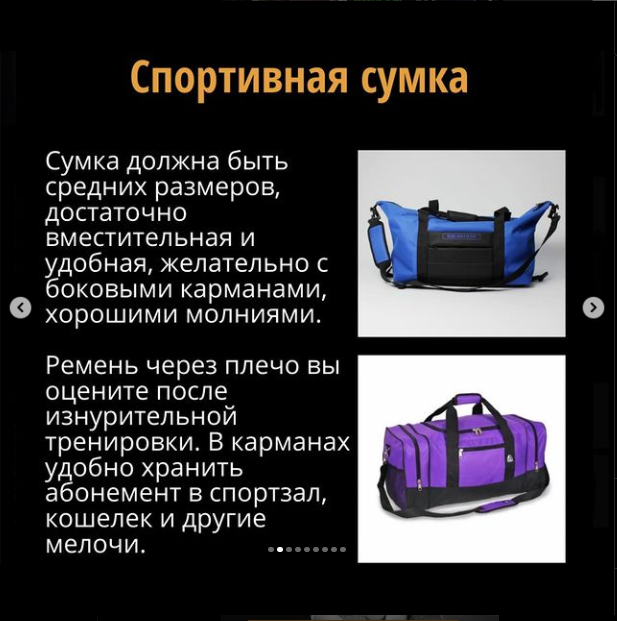 Спортивная сумка
Сумка должна быть
средних размеров,
достаточно
вместительная и
удобная, желательно с
боковыми карманами,
хорошими молниями.
Ремень через плечо вы
оцените после
изнурительной
тренировки. В карманах
удобно хранить
абонемент в спортзал,
кошелек и другие
мелочи.